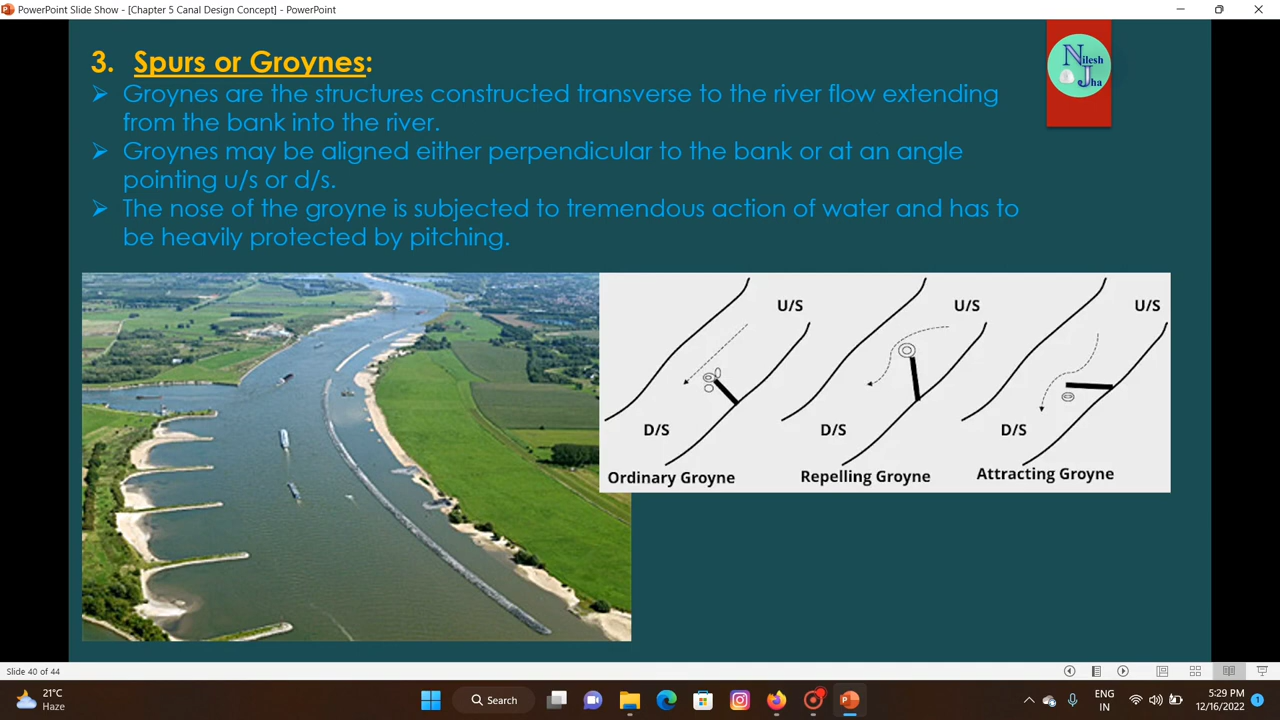 PowerPoint Slide Show - [Chapter 5 Canal Design Concept] - PowerPoint
3. Spurs or Groynes:
➢ Groynes are the structures constructed transverse to the river flow extending
from the bank into the river.
➢ Groynes may be aligned either perpendicular to the bank or at an angle
pointing u/s or d/s.
➢ The nose of the groyne is subjected to tremendous action of water and has to
be heavily protected by pitching.
Nilesh
Jha
U/S U/S U/S
D/S D/S D/S
Ordinary Groyne Repelling Groyne Attracting Groyne
Slide 40 of 44
21°C
Haze
Search
ENG
IN
5:29 PM
12/16/2022
1